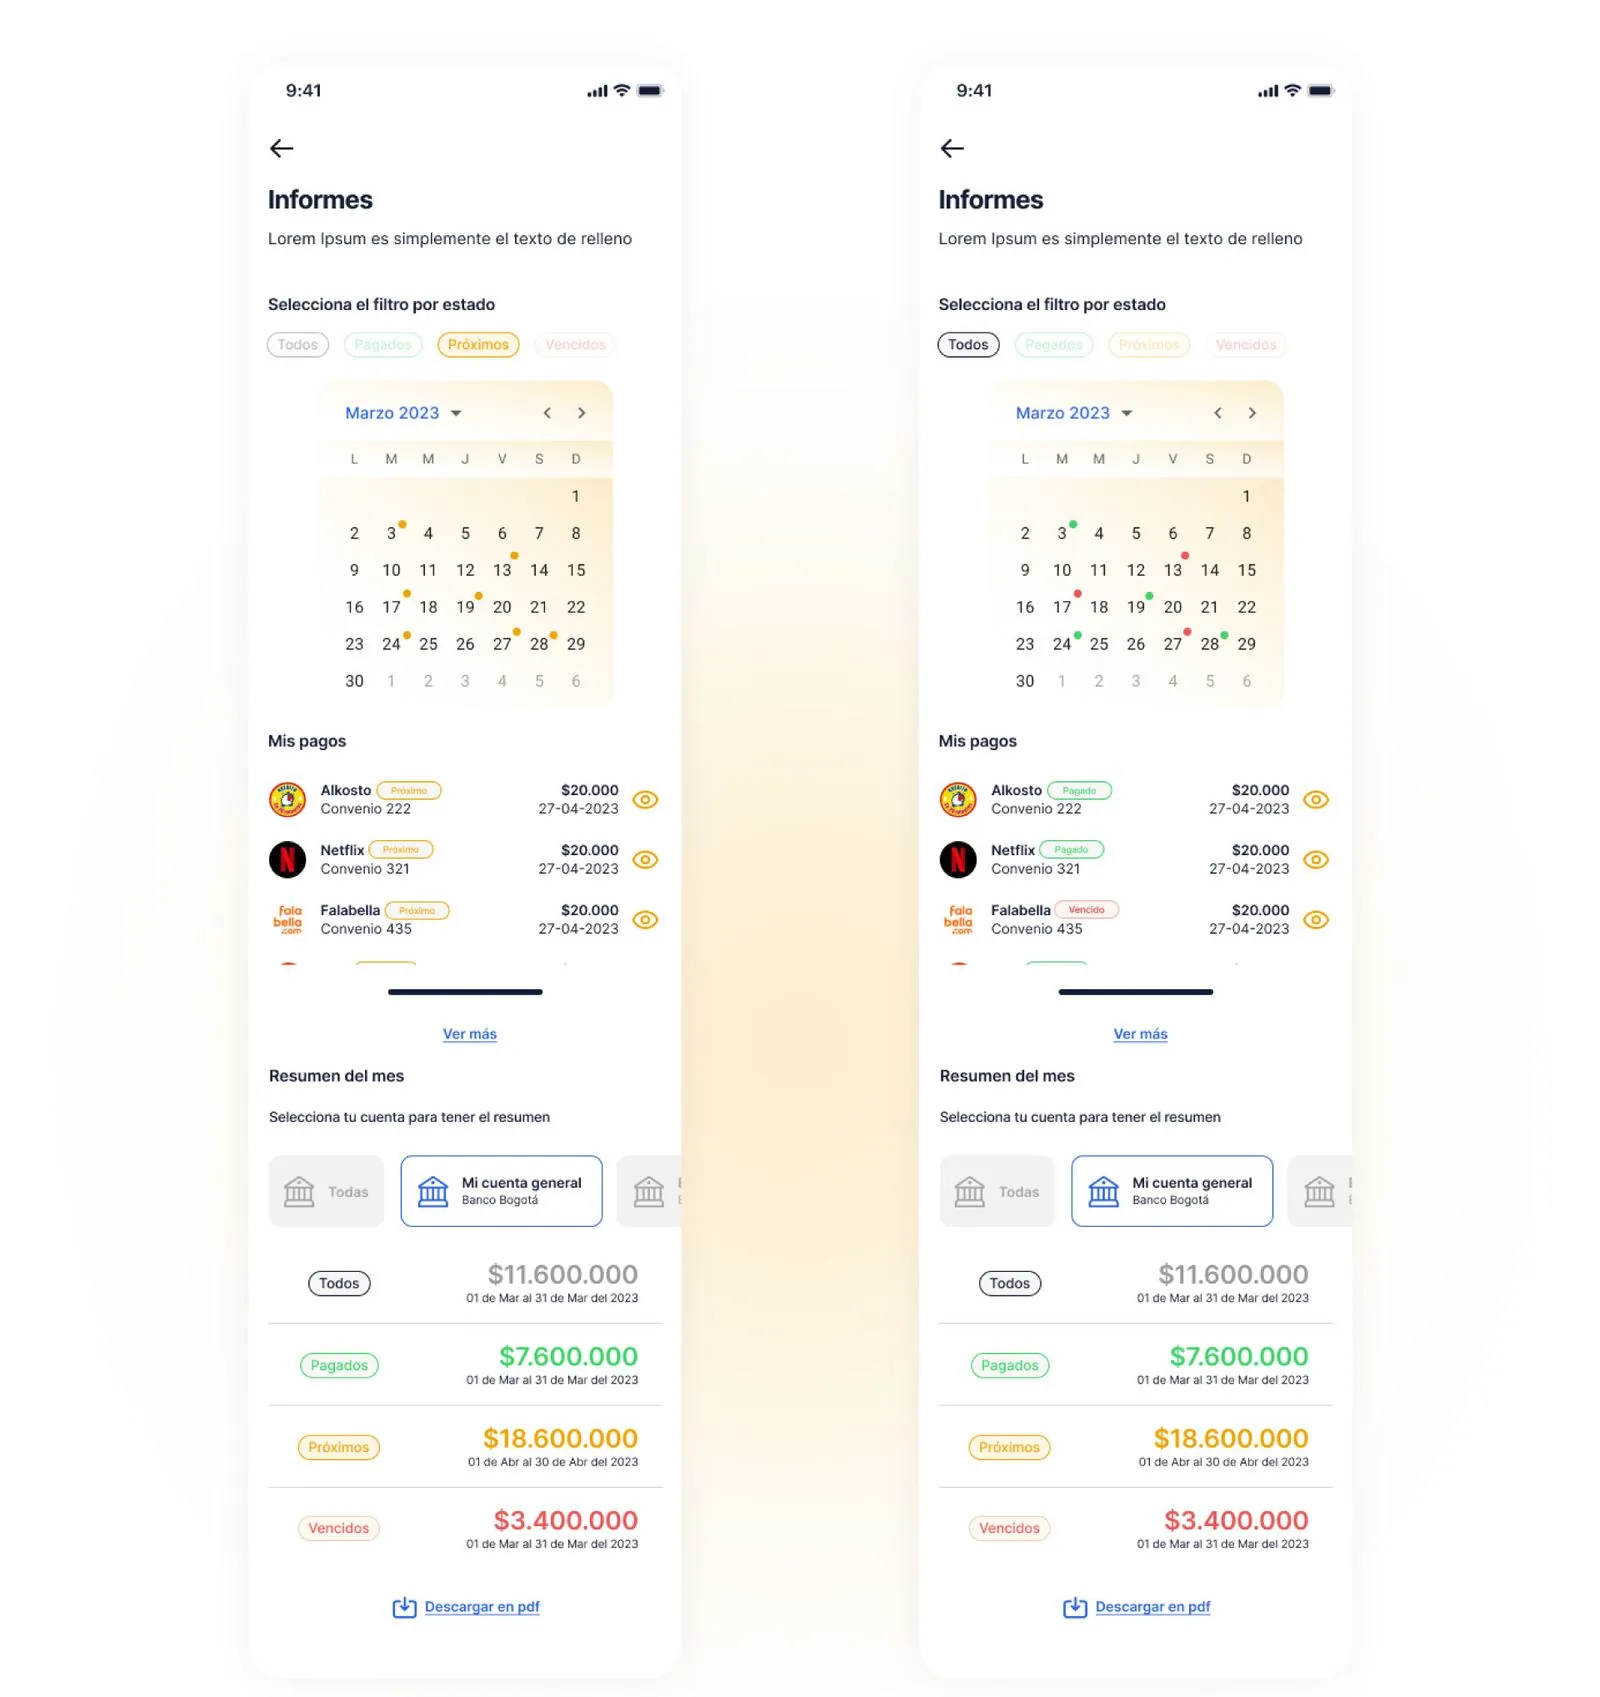 9:41
Informes
Lorem Ipsum es simplemente el texto de relleno
Selecciona el filtro por estado
Todos Pagados Próximos Vencidos
Marzo 2023
L M M J V S D
1
2 3 4 5 6 7 8
9 10 11 12 13 14 15
16 17 18 19 20 21 22
23 24 25 26 27 28 29
30 1 2 3 4 5 6
Mis pagos
Alkosto Próximo $20.000
Convenio 222 27-04-2023
N
Netflix Próximo $20.000
Convenio 321 27-04-2023
fala
bella
.com
Falabella Próximo $20.000
Convenio 435 27-04-2023
Ver más
Resumen del mes
Selecciona tu cuenta para tener el resumen
Todas
Mi cuenta general
Banco Bogotá
Todos $11.600.000
01 de Mar al 31 de Mar del 2023
Pagados $7.600.000
01 de Mar al 31 de Mar del 2023
Próximos $18.600.000
01 de Abr al 30 de Abr del 2023
Vencidos $3.400.000
01 de Mar al 31 de Mar del 2023
Descargar en pdf
9:41
Informes
Lorem Ipsum es simplemente el texto de relleno
Selecciona el filtro por estado
Todos Pagados Próximos Vencidos
Marzo 2023
L M M J V S D
1
2 3 4 5 6 7 8
9 10 11 12 13 14 15
16 17 18 19 20 21 22
23 24 25 26 27 28 29
30 1 2 3 4 5 6
Mis pagos
Alkosto Pagado $20.000
Convenio 222 27-04-2023
N
Netflix Pagado $20.000
Convenio 321 27-04-2023
fala
bella
.com
Falabella Vencido $20.000
Convenio 435 27-04-2023
Ver más
Resumen del mes
Selecciona tu cuenta para tener el resumen
Todas
Mi cuenta general
Banco Bogotá
Todos $11.600.000
01 de Mar al 31 de Mar del 2023
Pagados $7.600.000
01 de Mar al 31 de Mar del 2023
Próximos $18.600.000
01 de Abr al 30 de Abr del 2023
Vencidos $3.400.000
01 de Mar al 31 de Mar del 2023
Descargar en pdf